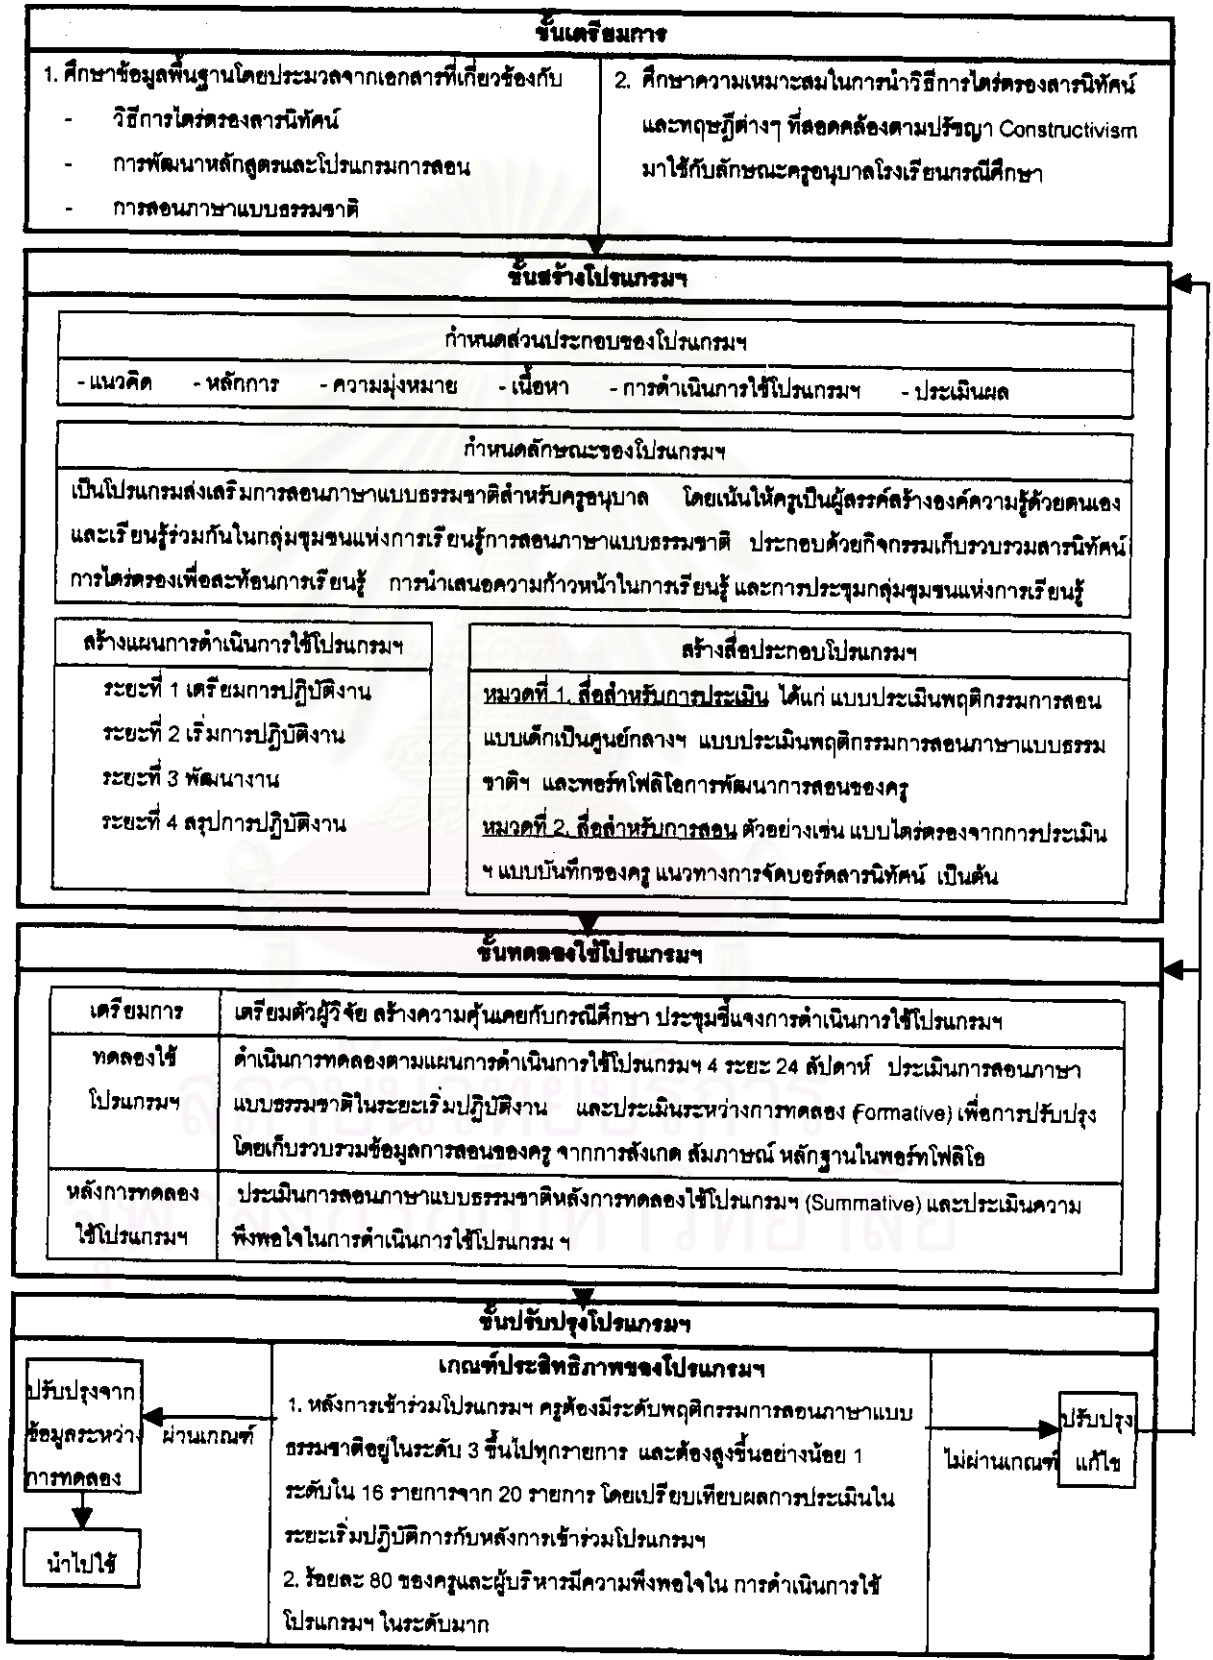 ขั้นเตรียมการ
1. ศึกษาข้อมูลพื้นฐานโดยประมวลจากเอกสารที่เกี่ยวข้องกับ
- วิธีการไตร่ตรองสารนิทัศน์
- การพัฒนาหลักสูตรและโปรแกรมการสอน
- การสอนภาษาแบบธรรมชาติ
2. ศึกษาความเหมาะสมในการนำวิธีการไตร่ตรองสารนิทัศน์
และทฤษฎีต่างๆ ที่สอดคล้องตามปรัชญา Constructivism
มาใช้กับลักษณะครูอนุบาลโรงเรียนกรณีศึกษา
ขั้นสร้างโปรแกรมฯ
กำหนดส่วนประกอบของโปรแกรมฯ
- แนวคิด - หลักการ - ความมุ่งหมาย - เนื้อหา - การดำเนินการใช้โปรแกรมฯ - ประเมินผล
กำหนดลักษณะของโปรแกรมฯ
เป็นโปรแกรมส่งเสริมการสอนภาษาแบบธรรมชาติสำหรับครูอนุบาล โดยเน้นให้ครูเป็นผู้สรรค์สร้างองค์ความรู้ด้วยตนเอง
และเรียนรู้ร่วมกันในกลุ่มชุมชนแห่งการเรียนรู้การสอนภาษาแบบธรรมชาติ ประกอบด้วยกิจกรรมเก็บรวบรวมสารนิทัศน์
การไตร่ตรองเพื่อสะท้อนการเรียนรู้ การนำเสนอความก้าวหน้าในการเรียนรู้ และการประชุมกลุ่มชุมชนแห่งการเรียนรู้
สร้างแผนการดำเนินการใช้โปรแกรมฯ
ระยะที่ 1 เตรียมการปฏิบัติงาน
ระยะที่ 2 เริ่มการปฏิบัติงาน
ระยะที่ 3 พัฒนางาน
ระยะที่ 4 สรุปการปฏิบัติงาน
สร้างสื่อประกอบโปรแกรมฯ
หมวดที่ 1. สื่อสำหรับการประเมิน ได้แก่ แบบประเมินพฤติกรรมการสอน
แบบเด็กเป็นศูนย์กลางฯ แบบประเมินพฤติกรรมการสอนภาษาแบบธรรม
ชาติฯ และพอร์ทโฟลิโอการพัฒนาการสอนของครู
หมวดที่ 2. สื่อสำหรับการสอน ตัวอย่างเช่น แบบไตร่ตรองจากการประเมิน
ฯ แบบบันทึกของครู แนวทางการจัดบอร์ดสารนิทัศน์ เป็นต้น
ขั้นทดลองใช้โปรแกรมฯ
เตรียมการ
เตรียมตัวผู้วิจัย สร้างความคุ้นเคยกับกรณีศึกษา ประชุมชี้แจงการดำเนินการใช้โปรแกรมฯ
ทดลองใช้
โปรแกรมฯ
ดำเนินการทดลองตามแผนการดำเนินการใช้โปรแกรมฯ 4 ระยะ 24 สัปดาห์ ประเมินการสอนภาษา
แบบธรรมชาติในระยะเริ่มปฏิบัติงาน และประเมินระหว่างการทดลอง (Formative) เพื่อการปรับปรุง
โดยเก็บรวบรวมข้อมูลการสอนของครู จากการสังเกต สัมภาษณ์ หลักฐานในพอร์ทโฟลิโอ
หลังการทดลอง
ใช้โปรแกรมฯ
ประเมินการสอนภาษาแบบธรรมชาติหลังการทดลองใช้โปรแกรมฯ (Summative) และประเมินความ
พึงพอใจในการดำเนินการใช้โปรแกรม ฯ
สถาบันวิทยบริการ
จุฬาลงกรณ์มหาวิทยาลัย
ขั้นปรับปรุงโปรแกรมฯ
ปรับปรุงจาก
ข้อมูลระหว่าง
การทดลอง
นำไปใช้
ผ่านเกณฑ์
เกณฑ์ประสิทธิภาพของโปรแกรมฯ
1. หลังการเข้าร่วมโปรแกรมฯ ครูต้องมีระดับพฤติกรรมการสอนภาษาแบบ
ธรรมชาติอยู่ในระดับ 3 ขึ้นไปทุกรายการ และต้องสูงขึ้นอย่างน้อย 1
ระดับใน 16 รายการจาก 20 รายการ โดยเปรียบเทียบผลการประเมินใน
ระยะเริ่มปฏิบัติการกับหลังการเข้าร่วมโปรแกรมฯ
2. ร้อยละ 80 ของครูและผู้บริหารมีความพึงพอใจใน การดำเนินการใช้
โปรแกรมฯ ในระดับมาก
ไม่ผ่านเกณฑ์
ปรับปรุง
แก้ไข